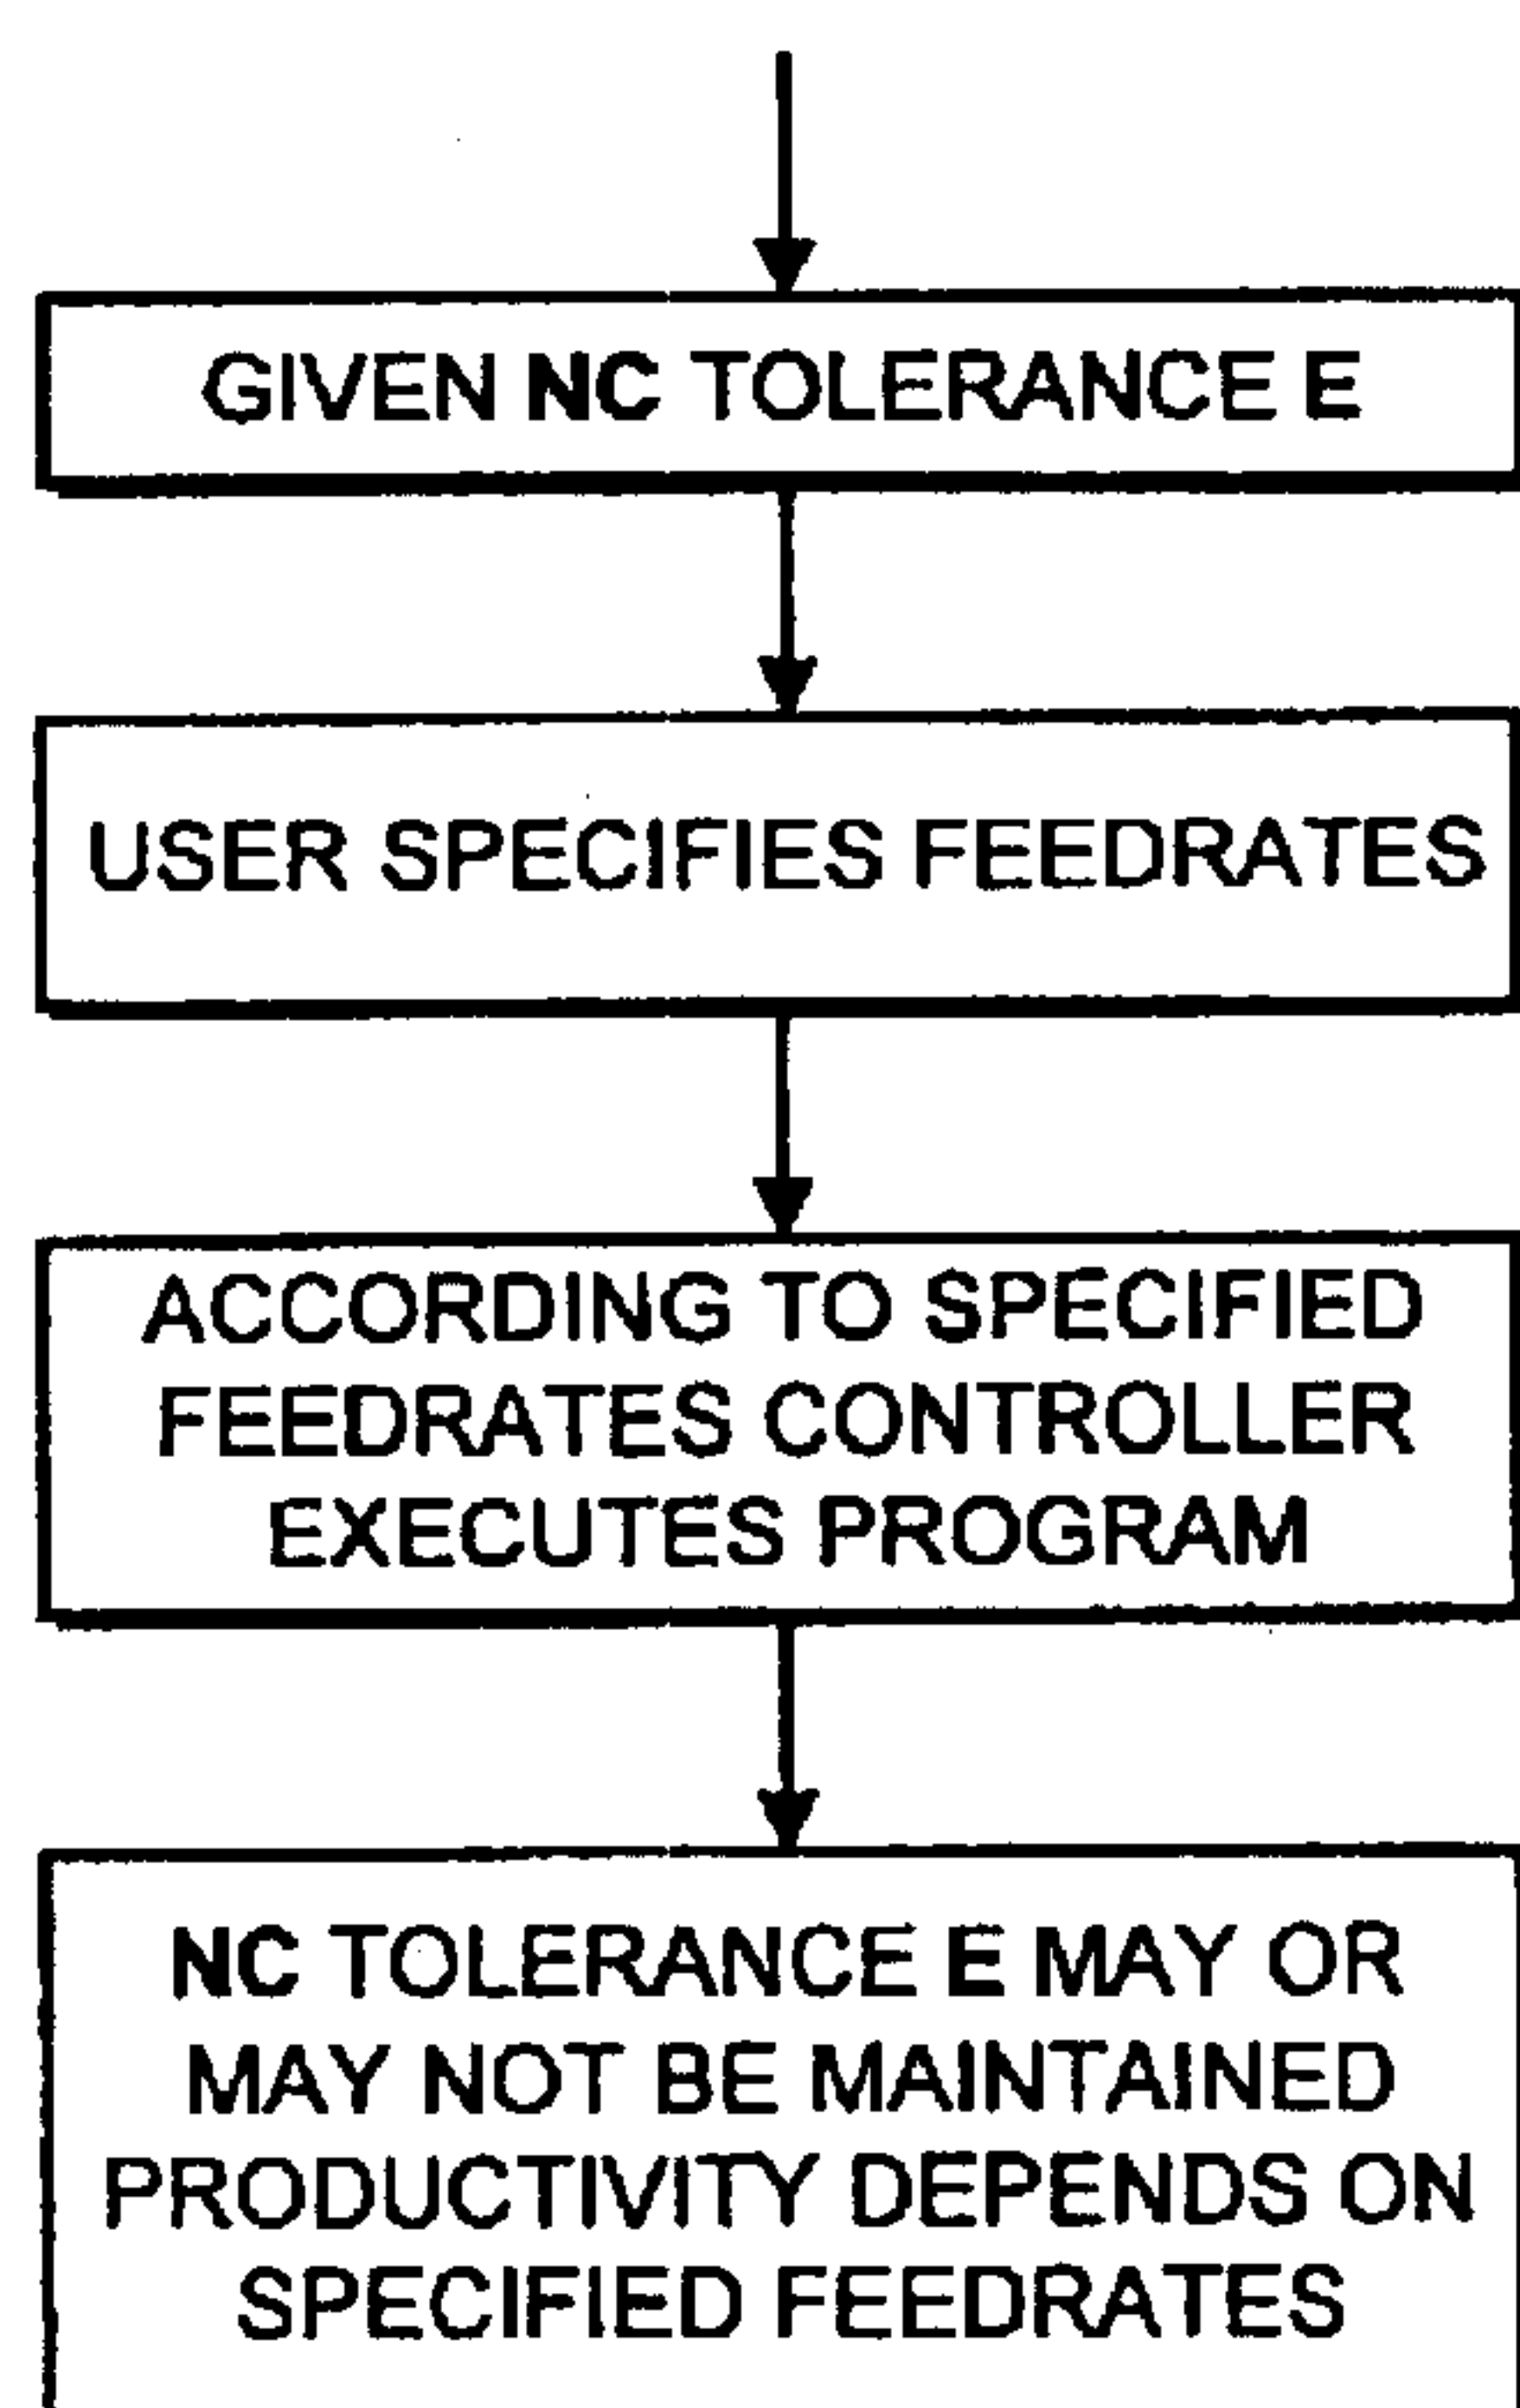 GIVEN NC TOLERANCE E
USER SPECIFIES FEEDRATES
ACCORDING TO SPECIFIED
FEEDRATES CONTROLLER
EXECUTES PROGRAM
NC TOLERANCE E MAY OR
MAY NOT BE MAINTAINED
PRODUCTIVITY DEPENDS ON
SPECIFIED FEEDRATES